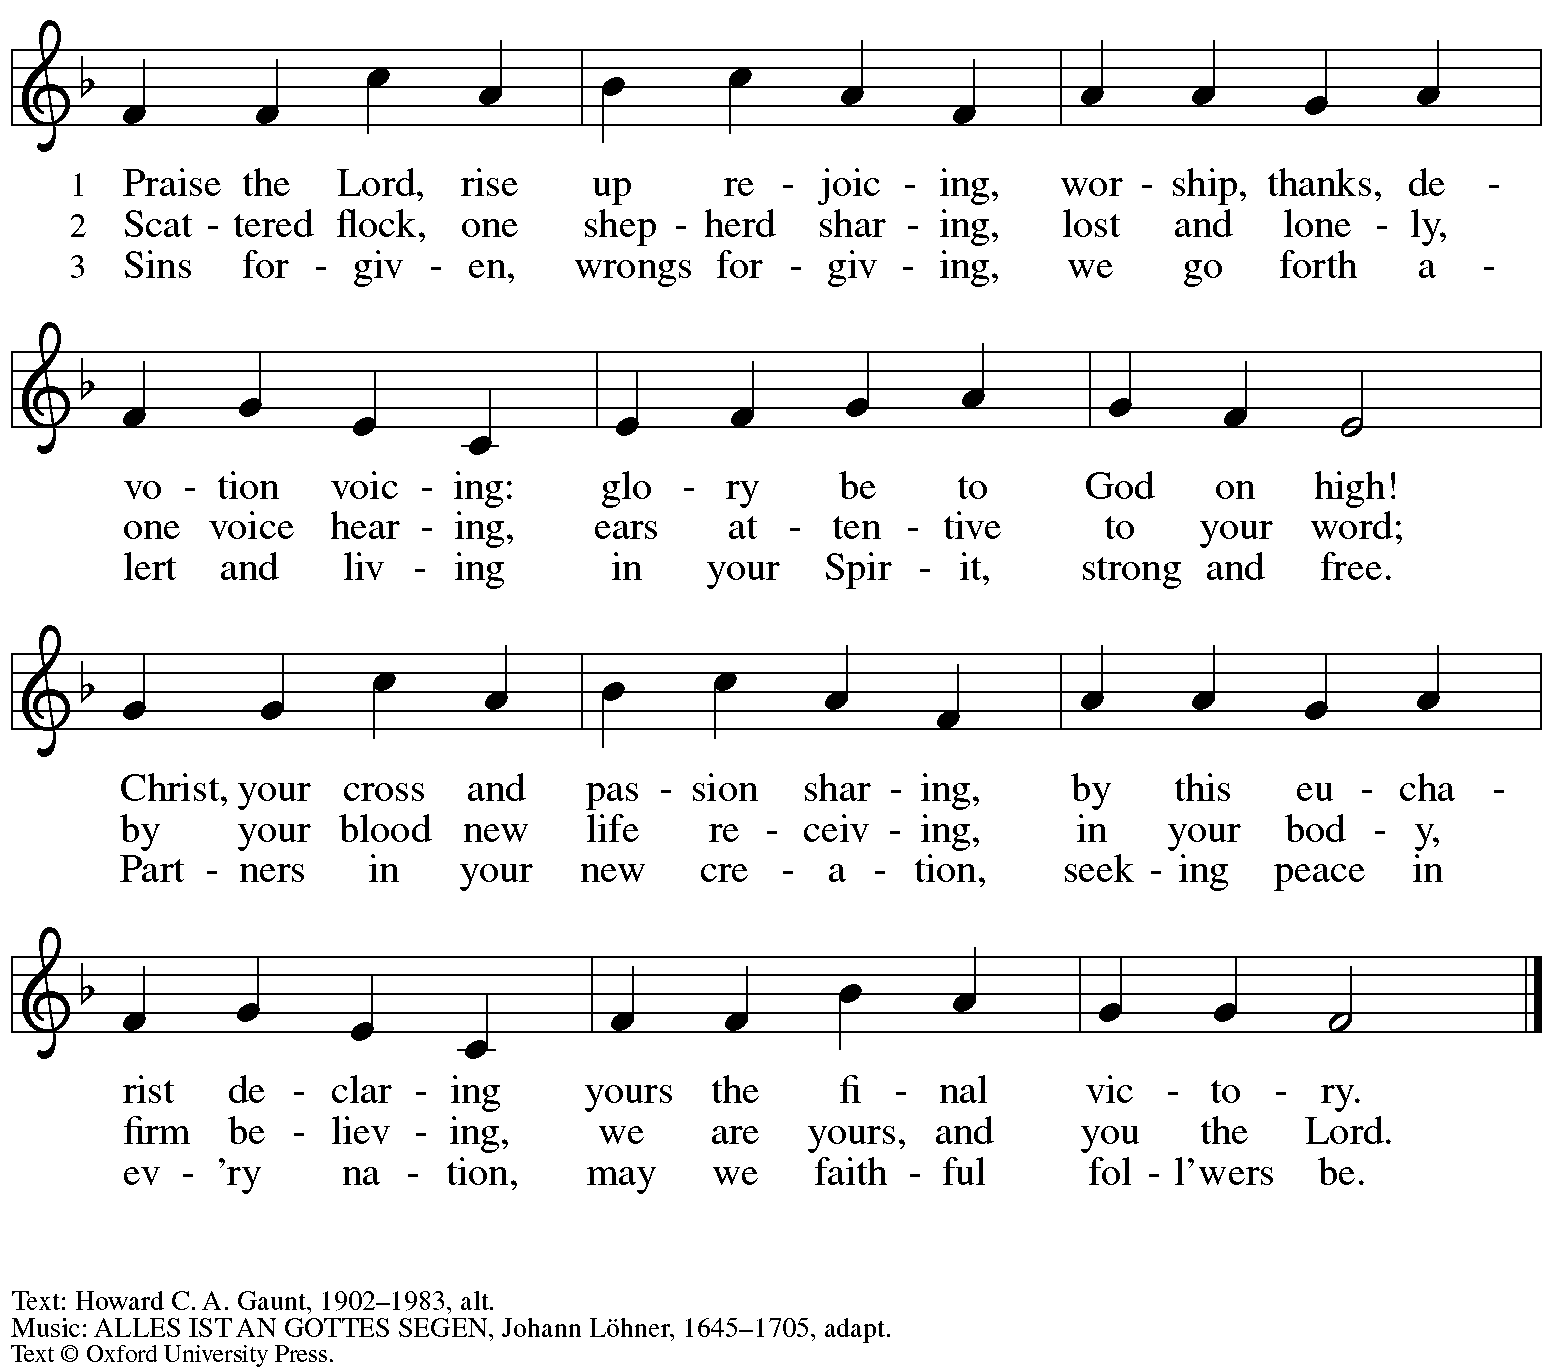 1 Praise the Lord, rise up re - joic - ing, wor - ship, thanks, de -
2 Scat - tered flock, one shep - herd shar - ing, lost and lone - ly,
3 Sins for - giv - en, wrongs for - giv - ing, we go forth a -
vo - tion voic - ing: glo - ry be to God on high!
one voice hear - ing, ears at - ten - tive to your word;
lert and liv - ing in your Spir - it, strong and free.
Christ, your cross and pas - sion shar - ing, by this eu - cha -
by your blood new life re - ceiv - ing, in your bod - y,
Part - ners in your new cre - a - tion, seek - ing peace in
rist de - clar - ing yours the fi - nal vic - to - ry.
firm be - liev - ing, we are yours, and you the Lord.
ev - 'ry na - tion, may we faith - ful fol - l'wers be.
Text: Howard C. A. Gaunt, 1902–1983, alt.
Music: ALLES IST AN GOTTES SEGEN, Johann Löhner, 1645–1705, adapt.
Text © Oxford University Press.